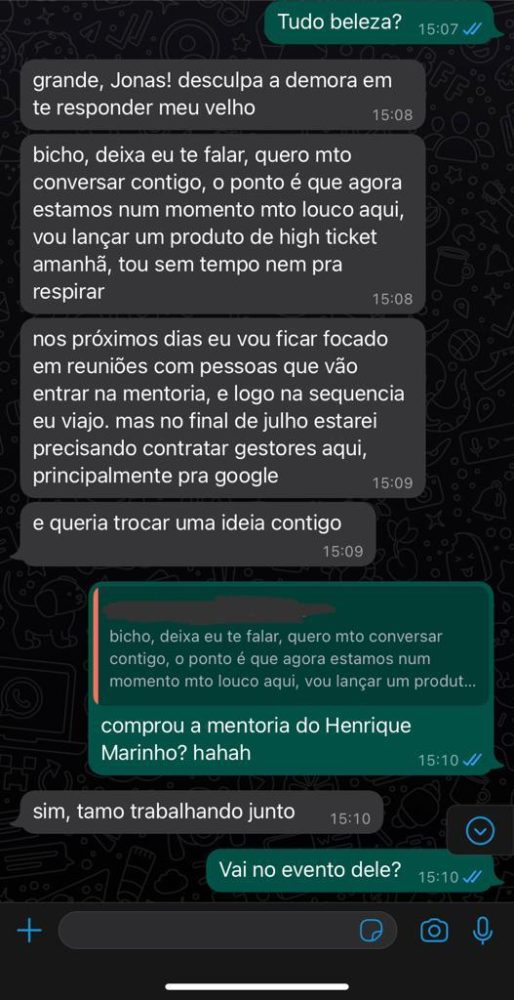 Tudo beleza? 15:07
grande, Jonas! desculpa a demora em
te responder meu velho
15:08
bicho, deixa eu te falar, quero mto
conversar contigo, o ponto é que agora
estamos num momento mto louco aqui,
vou lançar um produto de high ticket
amanhã, tou sem tempo nem pra
respirar
15:08
nos próximos dias eu vou ficar focado
em reuniões com pessoas que vão
entrar na mentoria, e logo na sequencia
eu viajo. mas no final de julho estarei
precisando contratar gestores aqui,
principalmente pra google
15:09
e queria trocar uma ideia contigo
15:09
bicho, deixa eu te falar, quero mto conversar
contigo, o ponto é que agora estamos num
momento mto louco aqui, vou lançar um produt...
comprou a mentoria do Henrique
Marinho? hahah
15:10
sim, tamo trabalhando junto 15:10
Vai no evento dele? 15:10